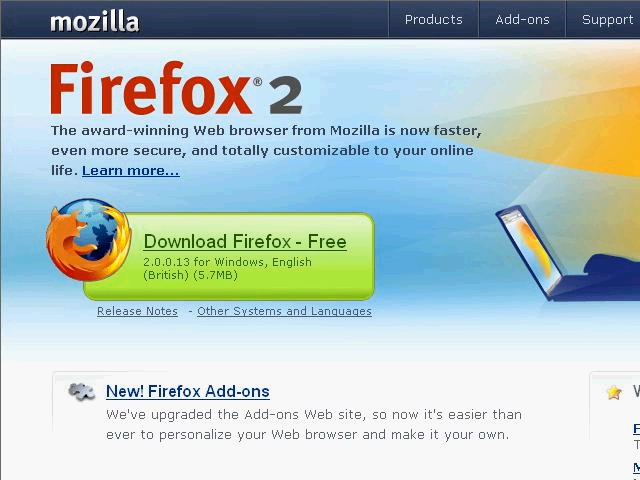 mozilla
Products
Add-ons
Support
Firefox® 2
The award-winning Web browser from Mozilla is now faster,
even more secure, and totally customizable to your online
life. Learn more...
Download Firefox - Free
2.0.0.13 for Windows, English
(British) (5.7MB)
Release Notes - Other Systems and Languages
New! Firefox Add-ons
We've upgraded the Add-ons Web site, so now it's easier than
ever to personalize your Web browser and make it your own.